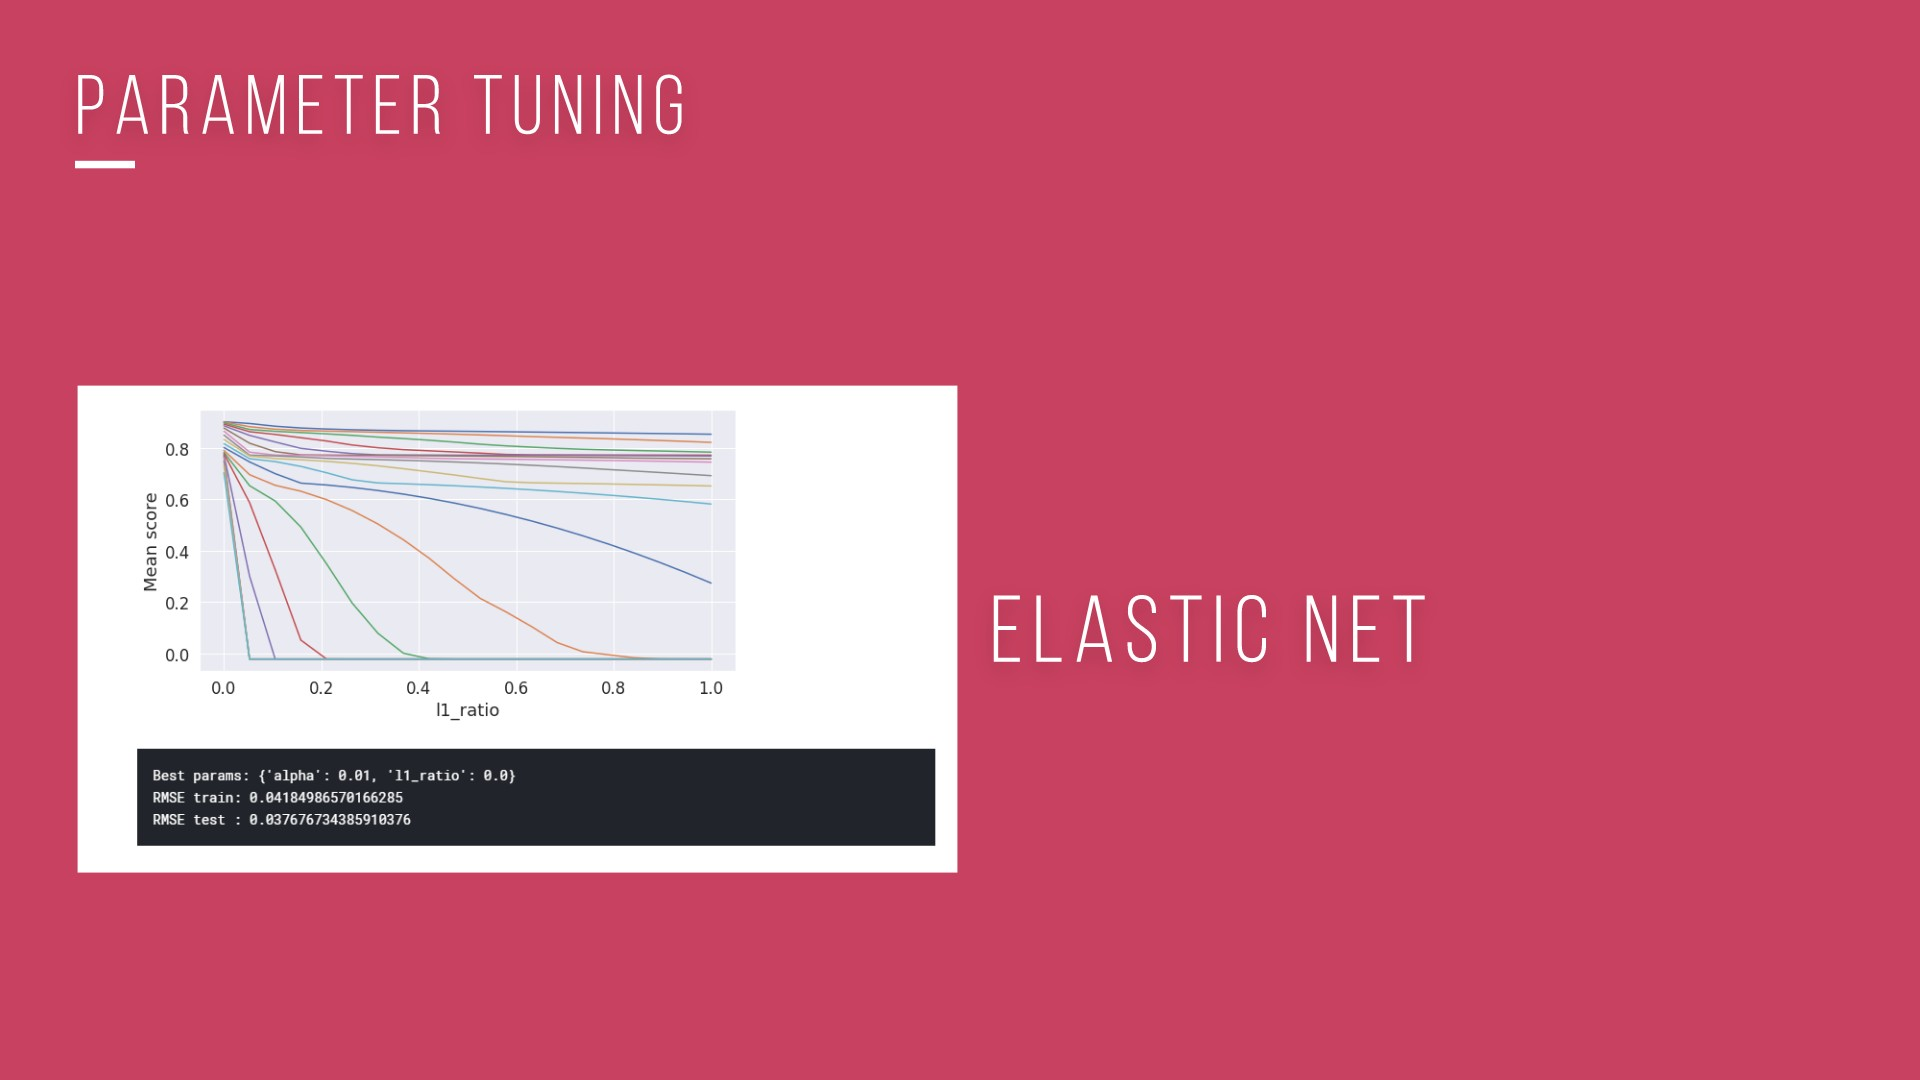 PARAMETER TUNING
0.8
0.6
0.4
0.2
0.0
Mean score
0.0 0.2 0.4 0.6 0.8 1.0
l1_ratio
ELASTIC NET
Best params: {'alpha': 0.01, 'l1_ratio': 0.0}
RMSE train: 0.04184986570166285
RMSE test : 0.037676734385910376